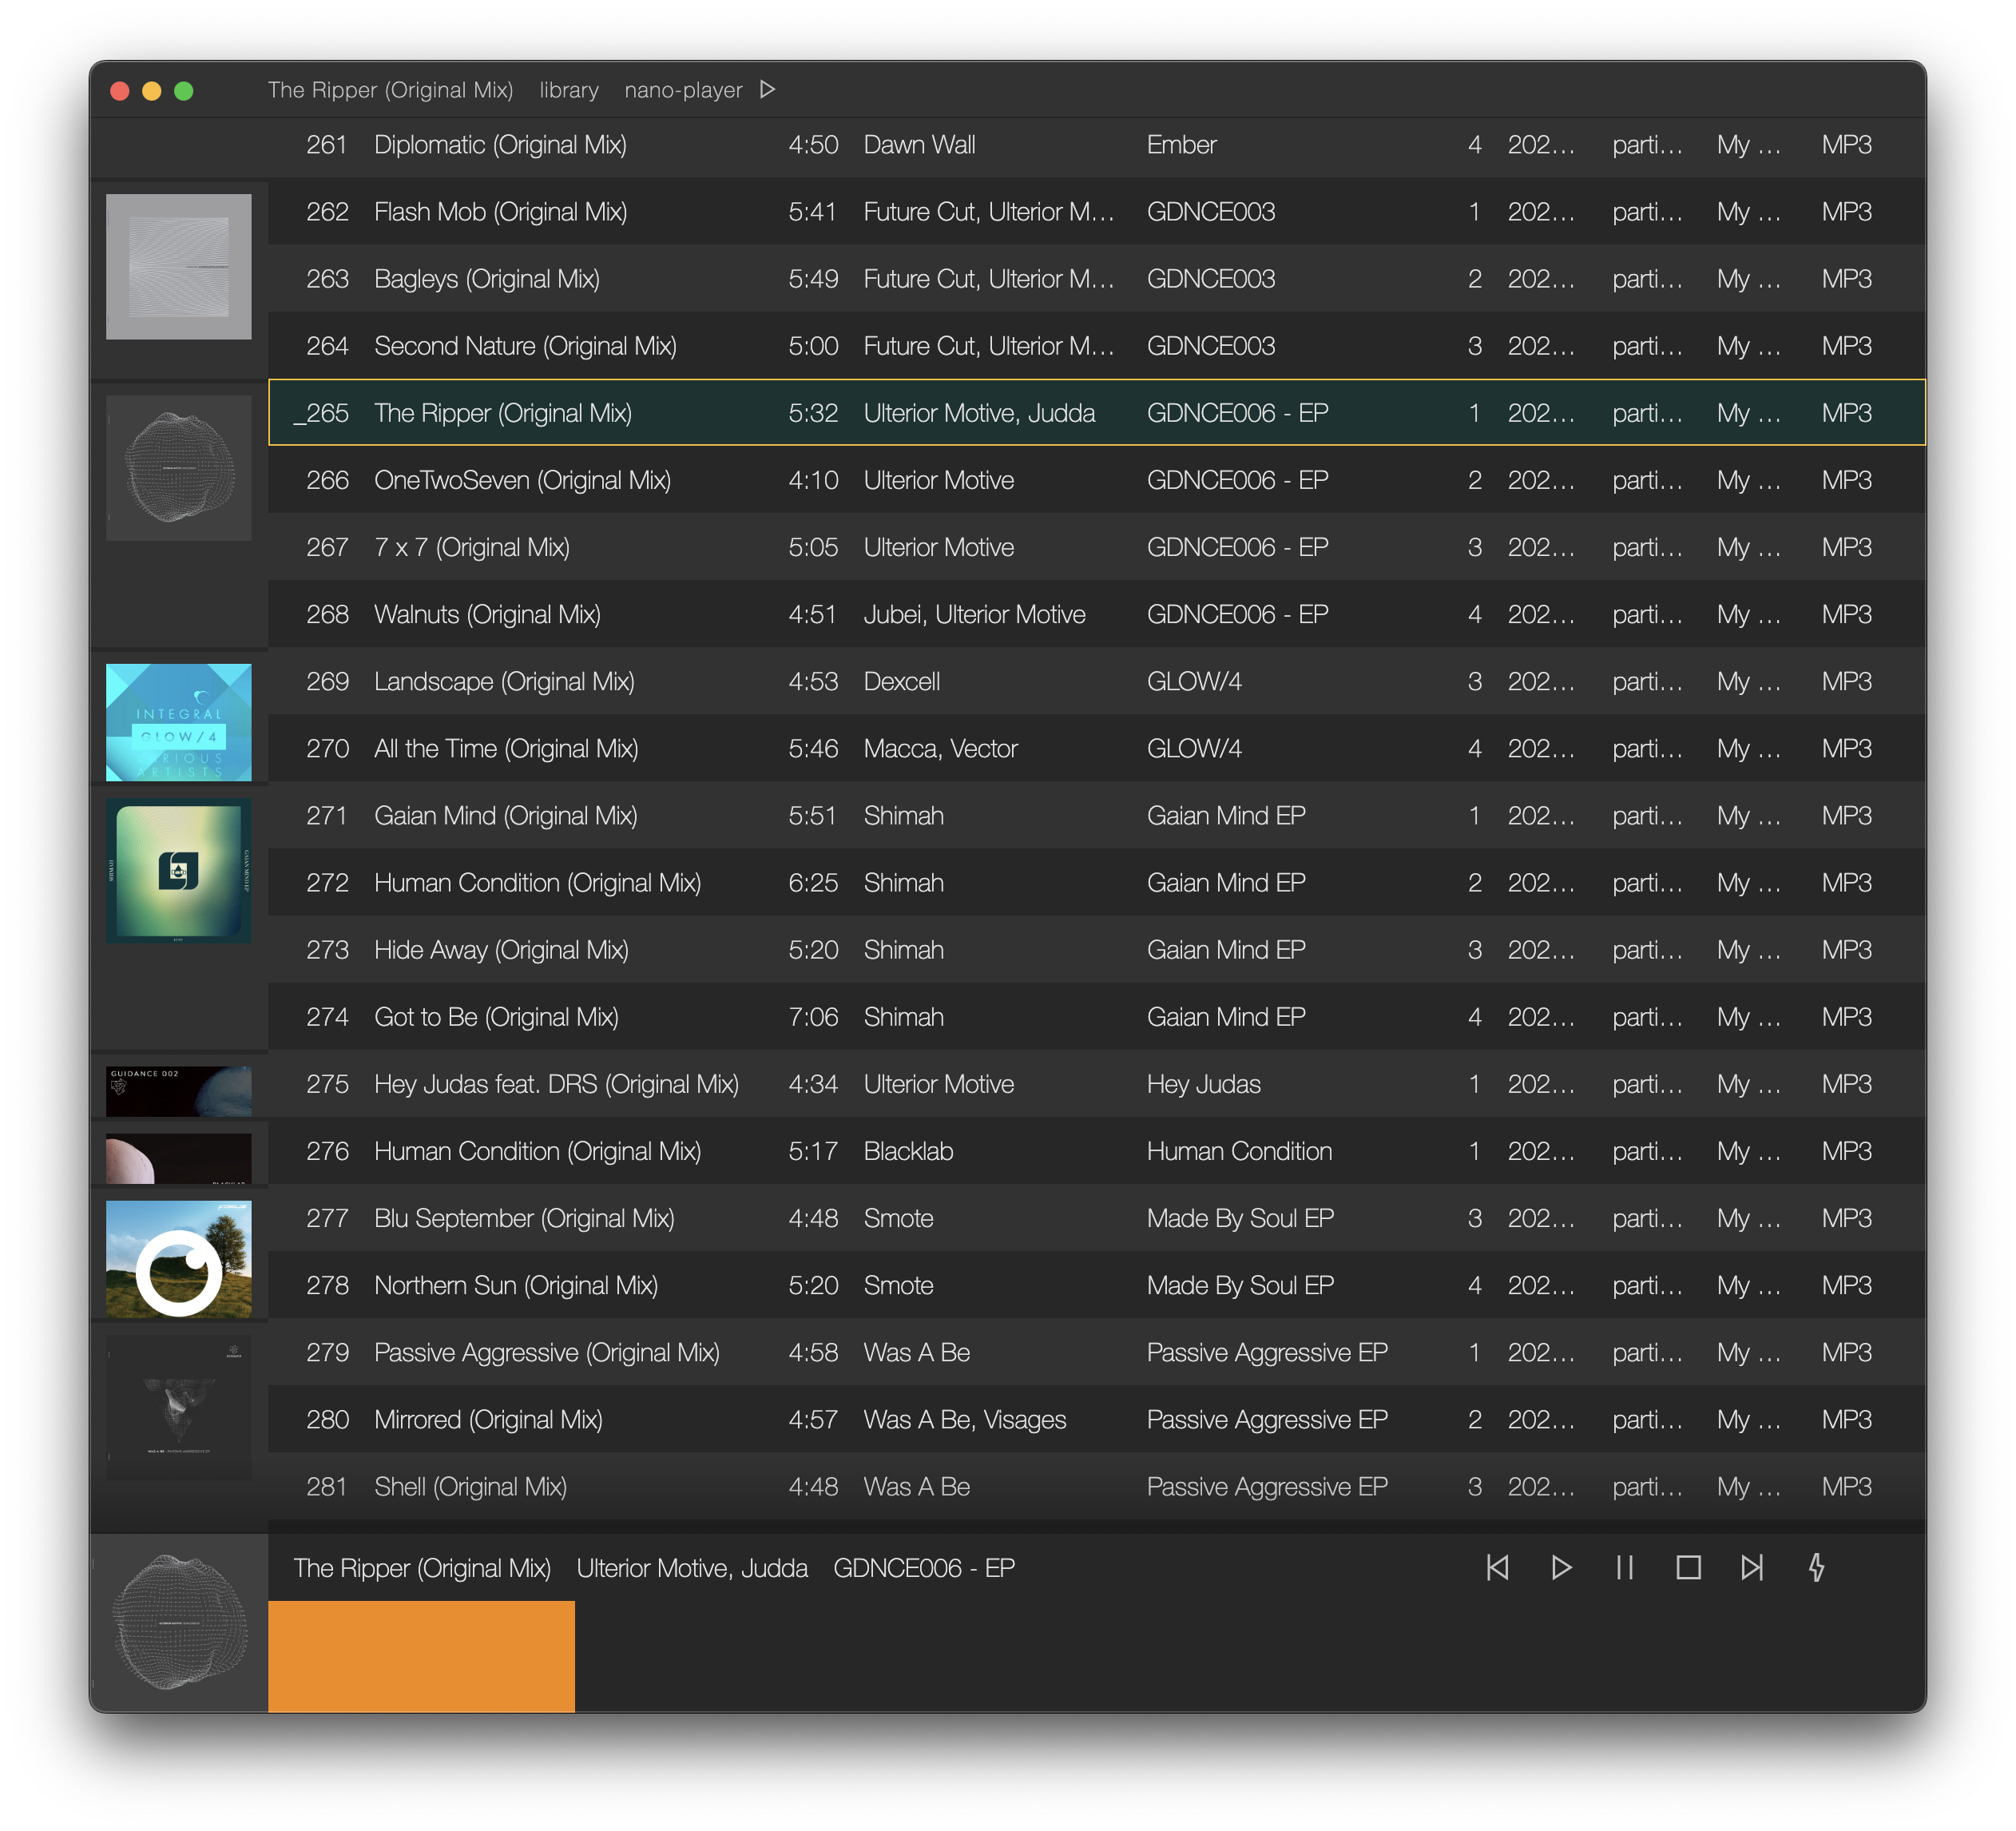 The Ripper (Original Mix) library nano-player
261 Diplomatic (Original Mix) 4:50 Dawn Wall Ember 4 202… parti… My … MP3
262 Flash Mob (Original Mix) 5:41 Future Cut, Ulterior M… GDNCE003 1 202… parti… My … MP3
263 Bagleys (Original Mix) 5:49 Future Cut, Ulterior M… GDNCE003 2 202… parti… My … MP3
264 Second Nature (Original Mix) 5:00 Future Cut, Ulterior M… GDNCE003 3 202… parti… My … MP3
_265 The Ripper (Original Mix) 5:32 Ulterior Motive, Judda GDNCE006 - EP 1 202… parti… My … MP3
266 OneTwoSeven (Original Mix) 4:10 Ulterior Motive GDNCE006 - EP 2 202… parti… My … MP3
267 7 x 7 (Original Mix) 5:05 Ulterior Motive GDNCE006 - EP 3 202… parti… My … MP3
268 Walnuts (Original Mix) 4:51 Jubei, Ulterior Motive GDNCE006 - EP 4 202… parti… My … MP3
269 Landscape (Original Mix) 4:53 Dexcell GLOW/4 3 202… parti… My … MP3
INTEGRAL
GLOW/4
VARIOUS
ARTISTS
270 All the Time (Original Mix) 5:46 Macca, Vector GLOW/4 4 202… parti… My … MP3
271 Gaian Mind (Original Mix) 5:51 Shimah Gaian Mind EP 1 202… parti… My … MP3
SHIMAH
GAIAN MIND EP
272 Human Condition (Original Mix) 6:25 Shimah Gaian Mind EP 2 202… parti… My … MP3
273 Hide Away (Original Mix) 5:20 Shimah Gaian Mind EP 3 202… parti… My … MP3
274 Got to Be (Original Mix) 7:06 Shimah Gaian Mind EP 4 202… parti… My … MP3
GUIDANCE 002
275 Hey Judas feat. DRS (Original Mix) 4:34 Ulterior Motive Hey Judas 1 202… parti… My … MP3
276 Human Condition (Original Mix) 5:17 Blacklab Human Condition 1 202… parti… My … MP3
277 Blu September (Original Mix) 4:48 Smote Made By Soul EP 3 202… parti… My … MP3
278 Northern Sun (Original Mix) 5:20 Smote Made By Soul EP 4 202… parti… My … MP3
279 Passive Aggressive (Original Mix) 4:58 Was A Be Passive Aggressive EP 1 202… parti… My … MP3
280 Mirrored (Original Mix) 4:57 Was A Be, Visages Passive Aggressive EP 2 202… parti… My … MP3
WAS A BE - PASSIVE AGGRESSIVE EP
281 Shell (Original Mix) 4:48 Was A Be Passive Aggressive EP 3 202… parti… My … MP3
The Ripper (Original Mix) Ulterior Motive, Judda GDNCE006 - EP